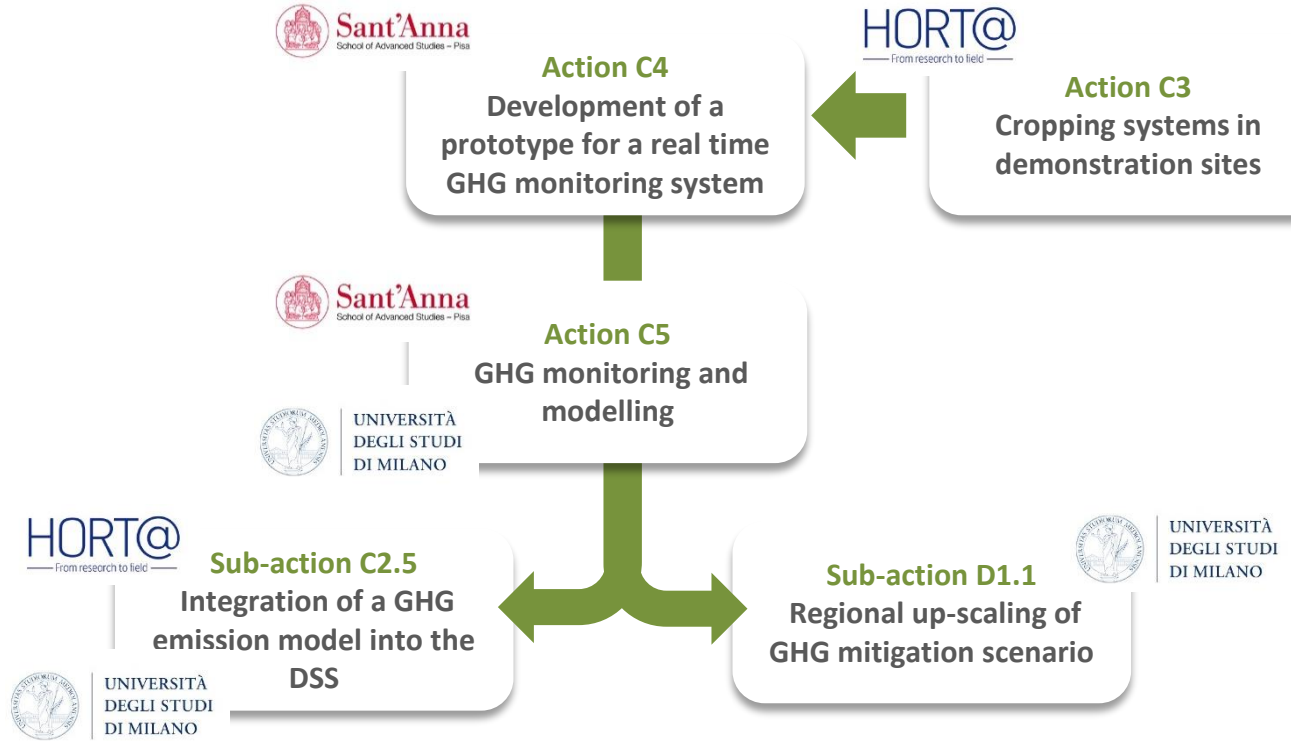 Sant'Anna
School of Advanced Studies – Pisa
HORT@
From research to field
Action C4
Development of a
prototype for a real time
GHG monitoring system
Action C3
Cropping systems in
demonstration sites
Sant'Anna
School of Advanced Studies – Pisa
Action C5
GHG monitoring and
modelling
UNIVERSITÀ
DEGLI STUDI
DI MILANO
HORT@
From research to field
Sub-action C2.5
Integration of a GHG
emission model into the
DSS
UNIVERSITÀ
DEGLI STUDI
DI MILANO
Sub-action D1.1
Regional up-scaling of
GHG mitigation scenario
UNIVERSITÀ
DEGLI STUDI
DI MILANO